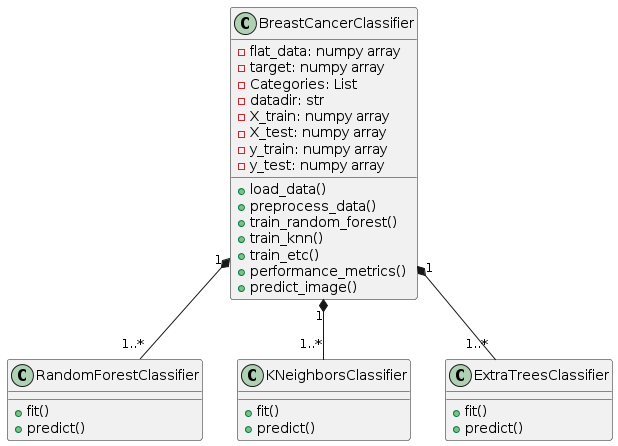 C BreastCancerClassifier
flat_data: numpy array
target: numpy array
Categories: List
datadir: str
X_train: numpy array
X_test: numpy array
y_train: numpy array
y_test: numpy array
load_data()
preprocess_data()
train_random_forest()
train_knn()
train_etc()
performance_metrics()
predict_image()
1
1
1
1..*
1..*
1..*
C RandomForestClassifier
fit()
predict()
C KNeighborsClassifier
fit()
predict()
C ExtraTreesClassifier
fit()
predict()